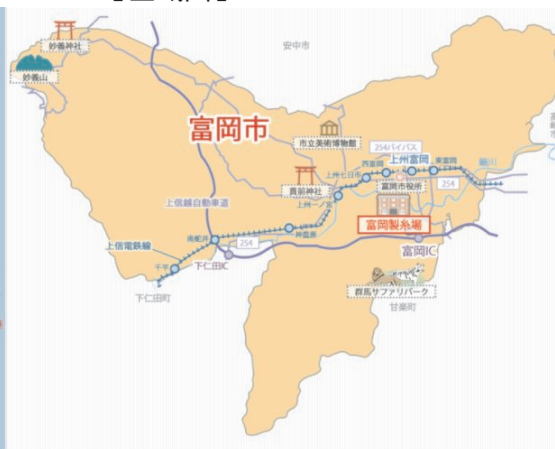 妙義神社
妙義山
安中市
富岡市
市立美術博物館
254バイパス
西富岡
上州富岡
東富岡
鏑川
上州七日市
富岡市役所
254
貫前神社
上州一ノ宮
上信越自動車道
富岡製糸場
神農原
南蛇井
上信電鉄線
254
富岡IC
千平
下仁田IC
下仁田町
群馬サファリパーク
甘楽町